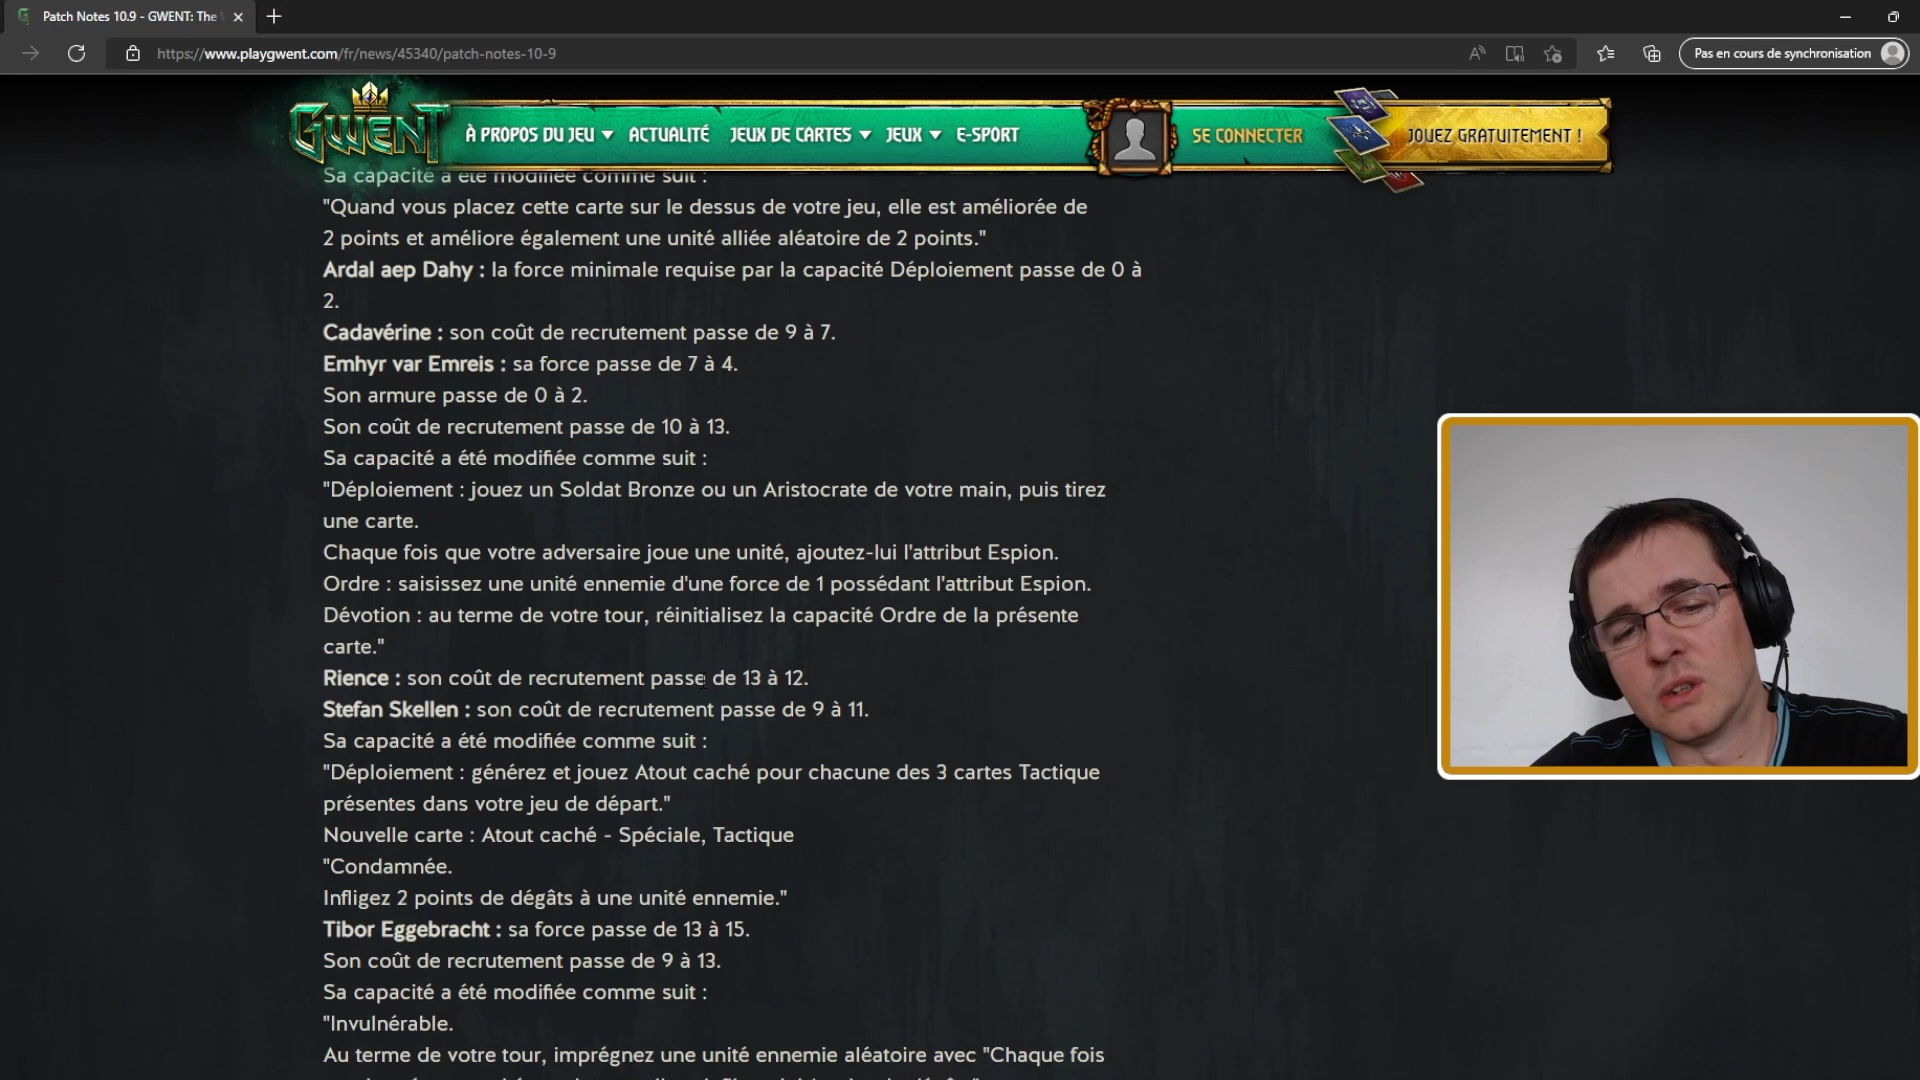 Patch Notes 10.9 - GWENT: The
https://www.playgwent.com/fr/news/45340/patch-notes-10-9
Pas en cours de synchronisation
GWENT
À PROPOS DU JEU
ACTUALITÉ
JEUX DE CARTES
JEUX
E-SPORT
SE CONNECTER
JOUEZ GRATUITEMENT !
Sa capacité a été modifiée comme suit :
"Quand vous placez cette carte sur le dessus de votre jeu, elle est améliorée de
2 points et améliore également une unité alliée aléatoire de 2 points."
Ardal aep Dahy : la force minimale requise par la capacité Déploiement passe de 0 à
2.
Cadavérine : son coût de recrutement passe de 9 à 7.
Emhyr var Emreis : sa force passe de 7 à 4.
Son armure passe de 0 à 2.
Son coût de recrutement passe de 10 à 13.
Sa capacité a été modifiée comme suit :
"Déploiement : jouez un Soldat Bronze ou un Aristocrate de votre main, puis tirez
une carte.
Chaque fois que votre adversaire joue une unité, ajoutez-lui l'attribut Espion.
Ordre : saisissez une unité ennemie d'une force de 1 possédant l'attribut Espion.
Dévotion : au terme de votre tour, réinitialisez la capacité Ordre de la présente
carte."
Rience : son coût de recrutement passe de 13 à 12.
Stefan Skellen : son coût de recrutement passe de 9 à 11.
Sa capacité a été modifiée comme suit :
"Déploiement : générez et jouez Atout caché pour chacune des 3 cartes Tactique
présentes dans votre jeu de départ."
Nouvelle carte : Atout caché - Spéciale, Tactique
"Condamnée.
Infligez 2 points de dégâts à une unité ennemie."
Tibor Eggebracht : sa force passe de 13 à 15.
Son coût de recrutement passe de 9 à 13.
Sa capacité a été modifiée comme suit :
"Invulnérable.
Au terme de votre tour, imprégnez une unité ennemie aléatoire avec "Chaque fois